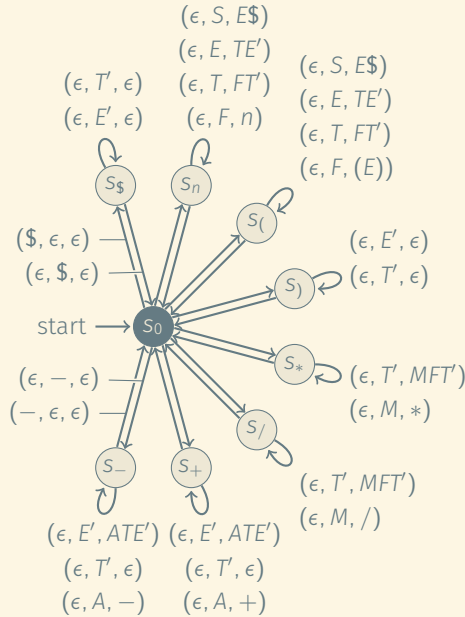 (ϵ, S, E$)
(ϵ, E, TE′)
(ϵ, T, FT′)
(ϵ, F, n)
(ϵ, S, E$)
(ϵ, E, TE′)
(ϵ, T, FT′)
(ϵ, F, (E))
(ϵ, T′, ϵ)
(ϵ, E′, ϵ)
S$
Sn
S(
($, ϵ, ϵ)
(ϵ, $, ϵ)
S)
(ϵ, E′, ϵ)
(ϵ, T′, ϵ)
start
S0
S*
(ϵ, T′, MFT′)
(ϵ, M, *)
(ϵ, −, ϵ)
(−, ϵ, ϵ)
S/
(ϵ, T′, MFT′)
(ϵ, M, /)
S−
S+
(ϵ, E′, ATE′)
(ϵ, T′, ϵ)
(ϵ, A, −)
(ϵ, E′, ATE′)
(ϵ, T′, ϵ)
(ϵ, A, +)